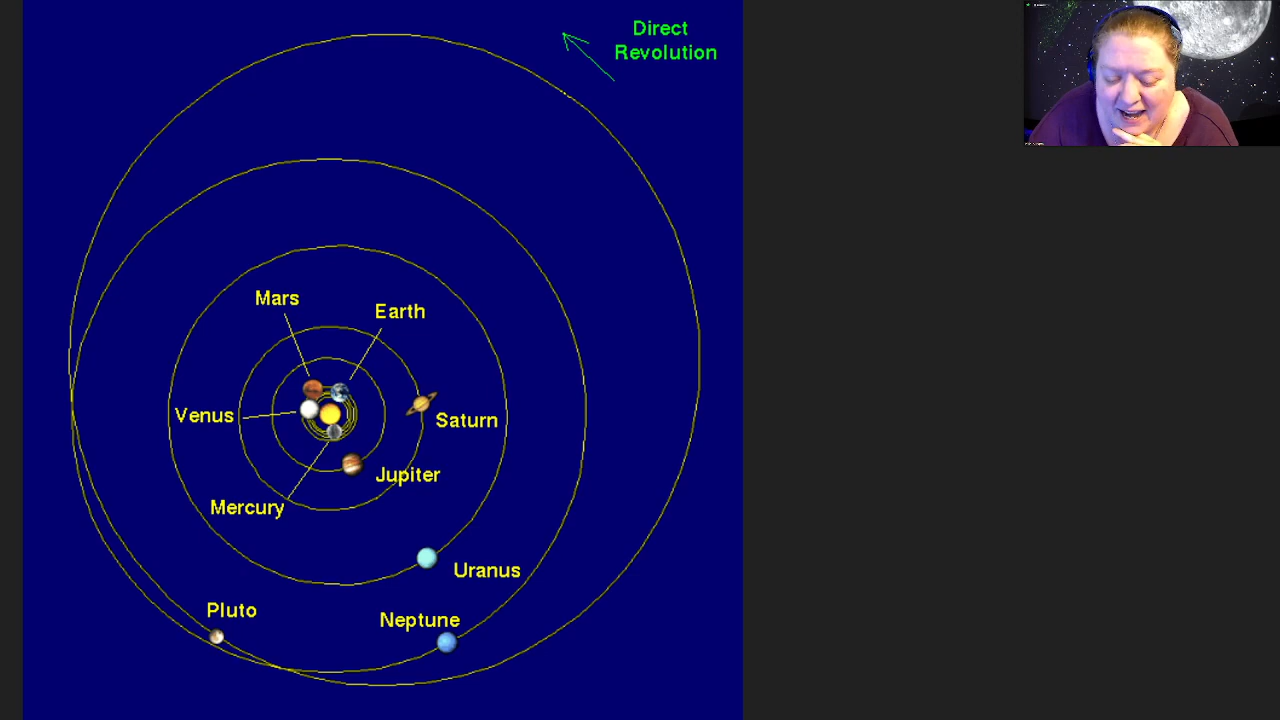 Direct
Revolution
Mars
Earth
Venus
Saturn
Jupiter
Mercury
Uranus
Pluto
Neptune